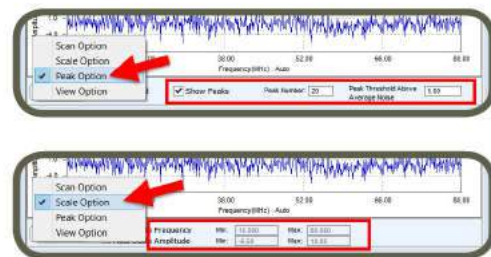 -4.5
Scan Option
Scale Option
Peak Option
View Option
38.00 52.00 66.00 80.00
Frequency(MHz) - Auto
Show Peaks Peak Number: 20 Peak Threshold Above
Average Noise
Scan Option
Scale Option
Peak Option
View Option
38.00 52.00 66.00 80.00
Frequency(MHz) - Auto
Frequency Min: Max:
Amplitude Min: Max: